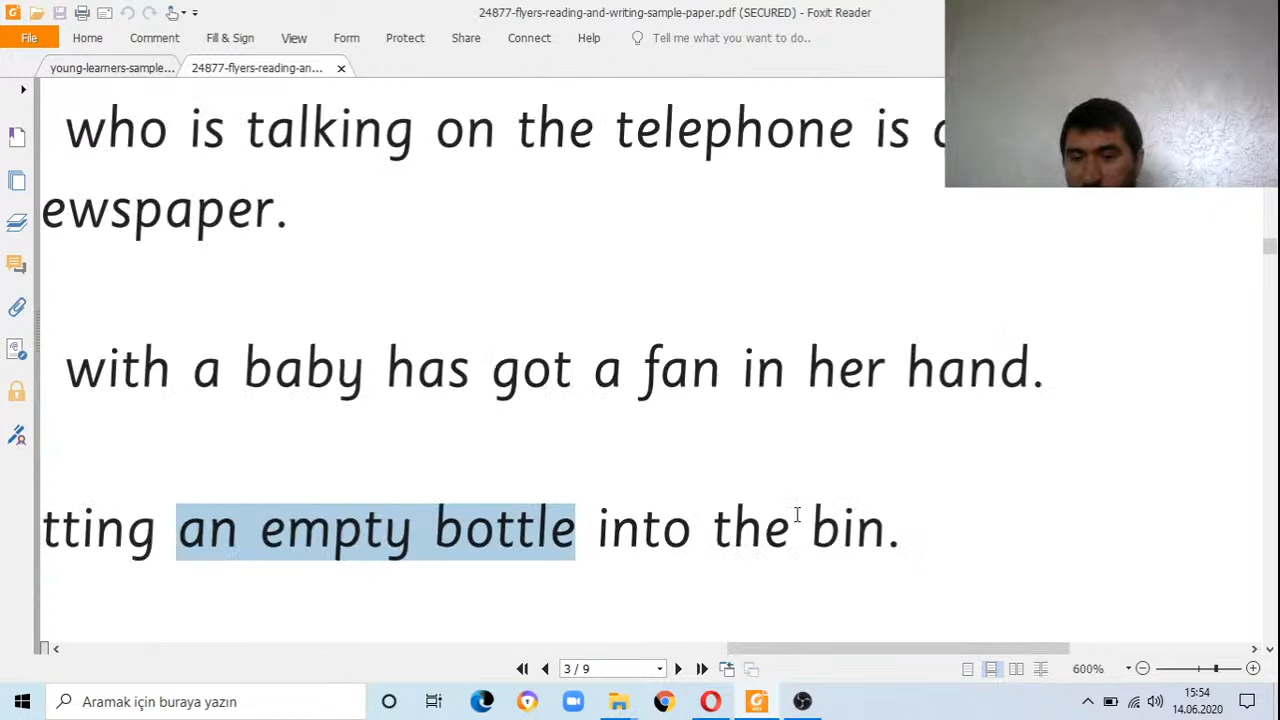 24877-flyers-reading-and-writing-sample-paper.pdf (SECURED) - Foxit Reader
File Home Comment Fill & Sign View Form Protect Share Connect Help Tell me what you want to do..
young-learners-sample... 24877-flyers-reading-an...
who is talking on the telephone is
ewspaper.
with a baby has got a fan in her hand.
tting an empty bottle into the bin.
3 / 9 600%
Aramak için buraya yazın
15:54
14.06.2020